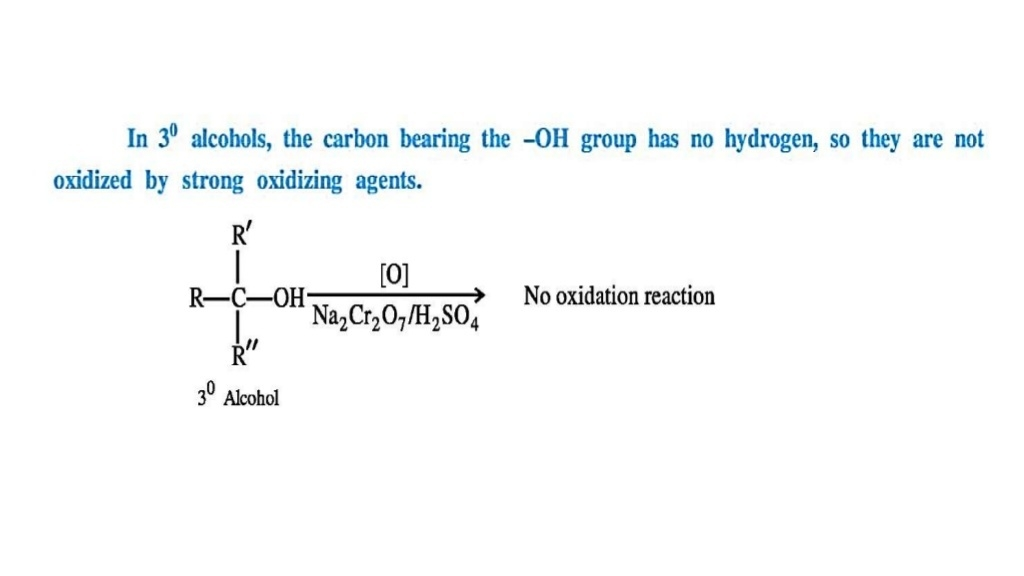 In 3⁰ alcohols, the carbon bearing the –OH group has no hydrogen, so they are not
oxidized by strong oxidizing agents.
R′
R—C—OH
R″
[O]
Na₂Cr₂O₇/H₂SO₄
No oxidation reaction
3⁰ Alcohol